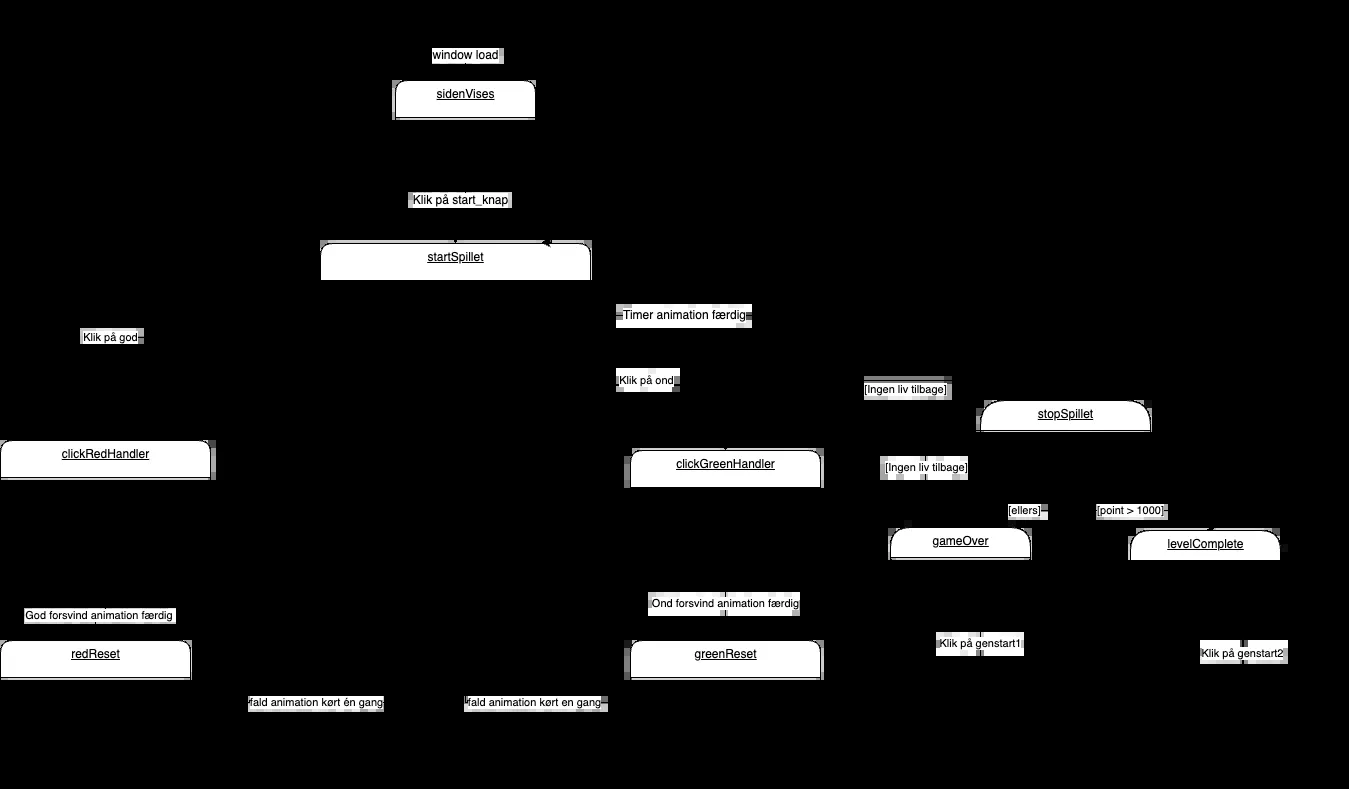 window load
sidenVises
Klik på start_knap
startSpillet
Timer animation færdig
Klik på god
Klik på ond
[Ingen liv tilbage]
stopSpillet
clickRedHandler
clickGreenHandler
[Ingen liv tilbage]
[ellers]
[point > 1000]
gameOver
levelComplete
God forsvind animation færdig
Ond forsvind animation færdig
Klik på genstart1
Klik på genstart2
redReset
greenReset
fald animation kørt én gang
fald animation kørt en gang